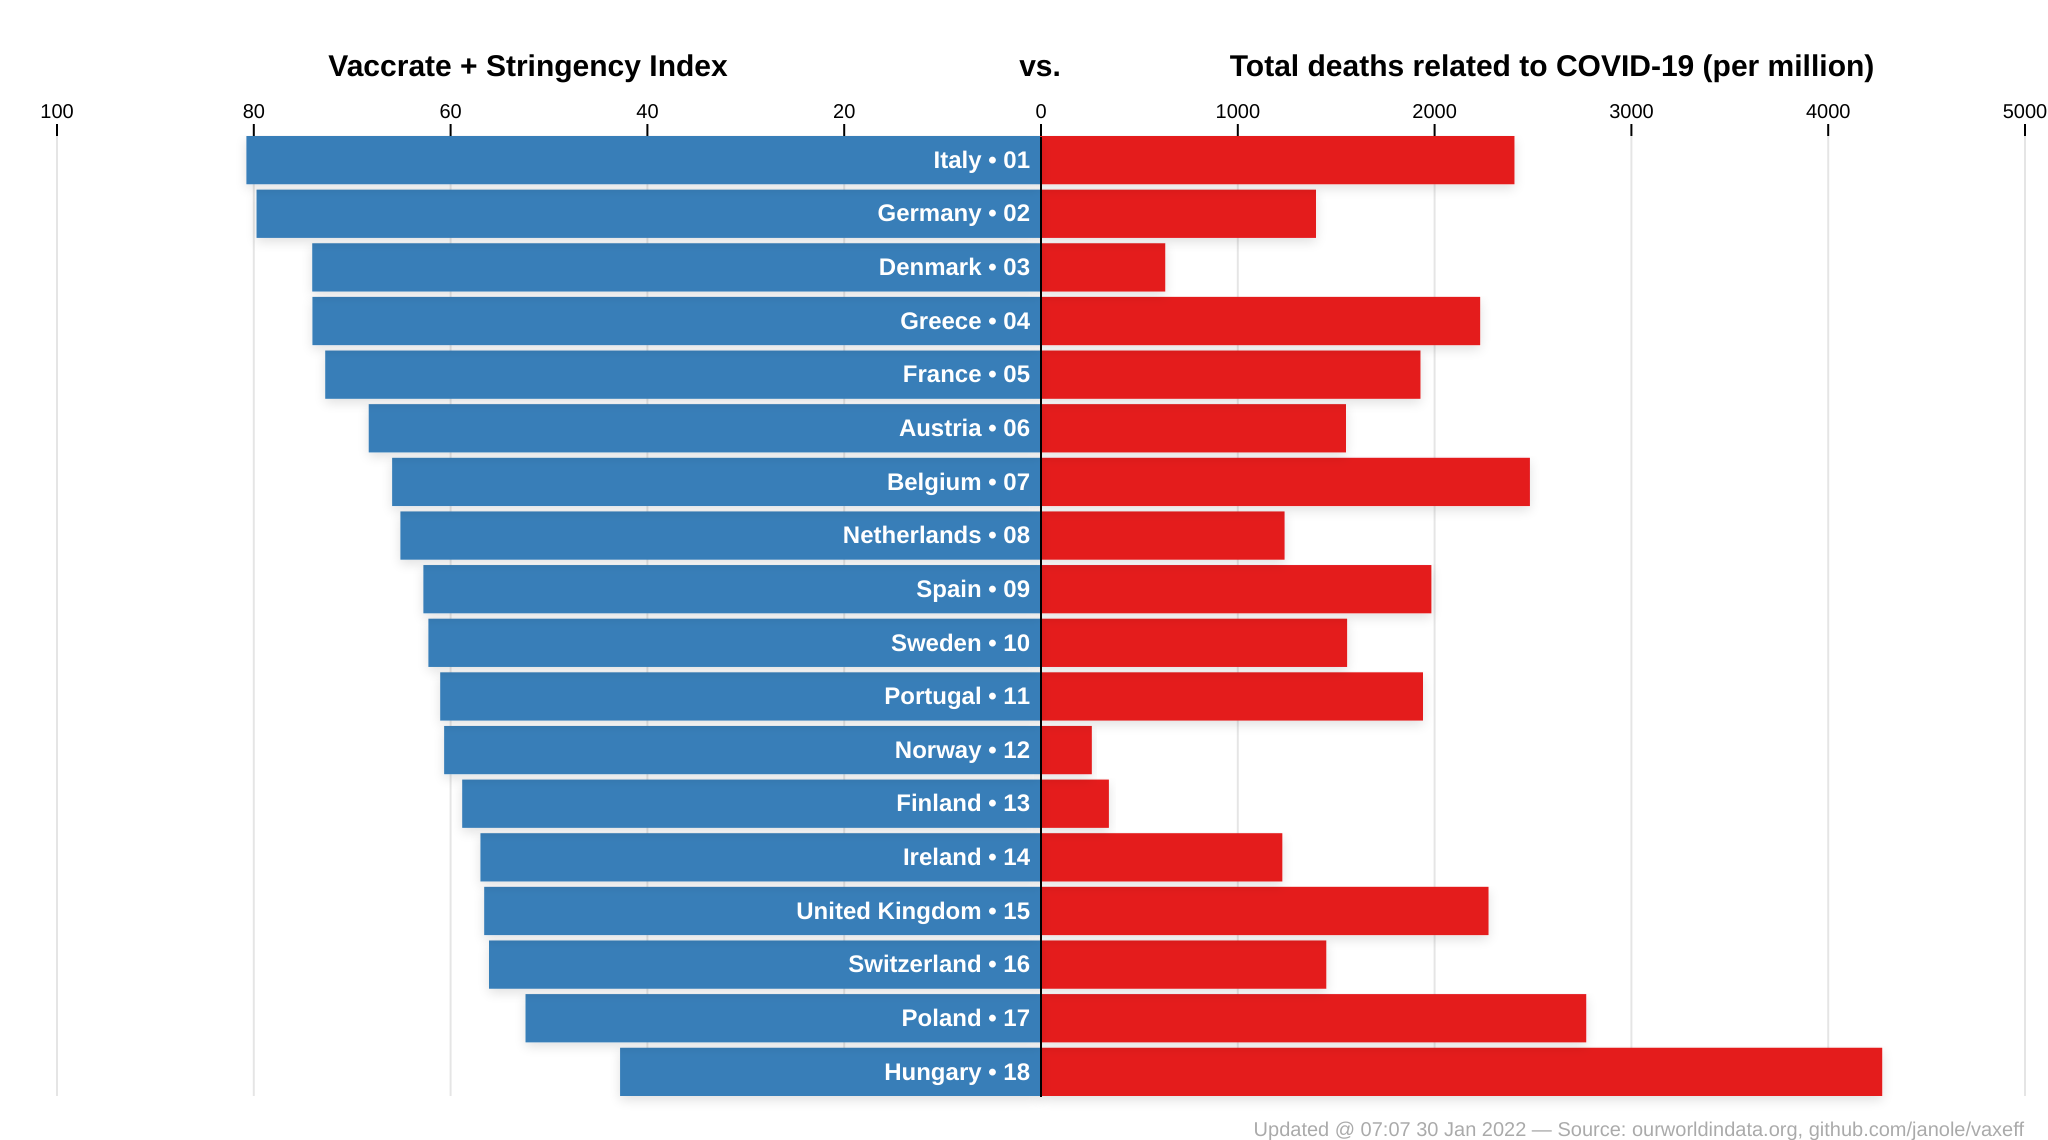 Vaccrate + Stringency Index vs. Total deaths related to COVID-19 (per million)
100 80 60 40 20 0 1000 2000 3000 4000 5000
Italy • 01
Germany • 02
Denmark • 03
Greece • 04
France • 05
Austria • 06
Belgium • 07
Netherlands • 08
Spain • 09
Sweden • 10
Portugal • 11
Norway • 12
Finland • 13
Ireland • 14
United Kingdom • 15
Switzerland • 16
Poland • 17
Hungary • 18
Updated @ 07:07 30 Jan 2022 — Source: ourworldindata.org, github.com/janole/vaxeff